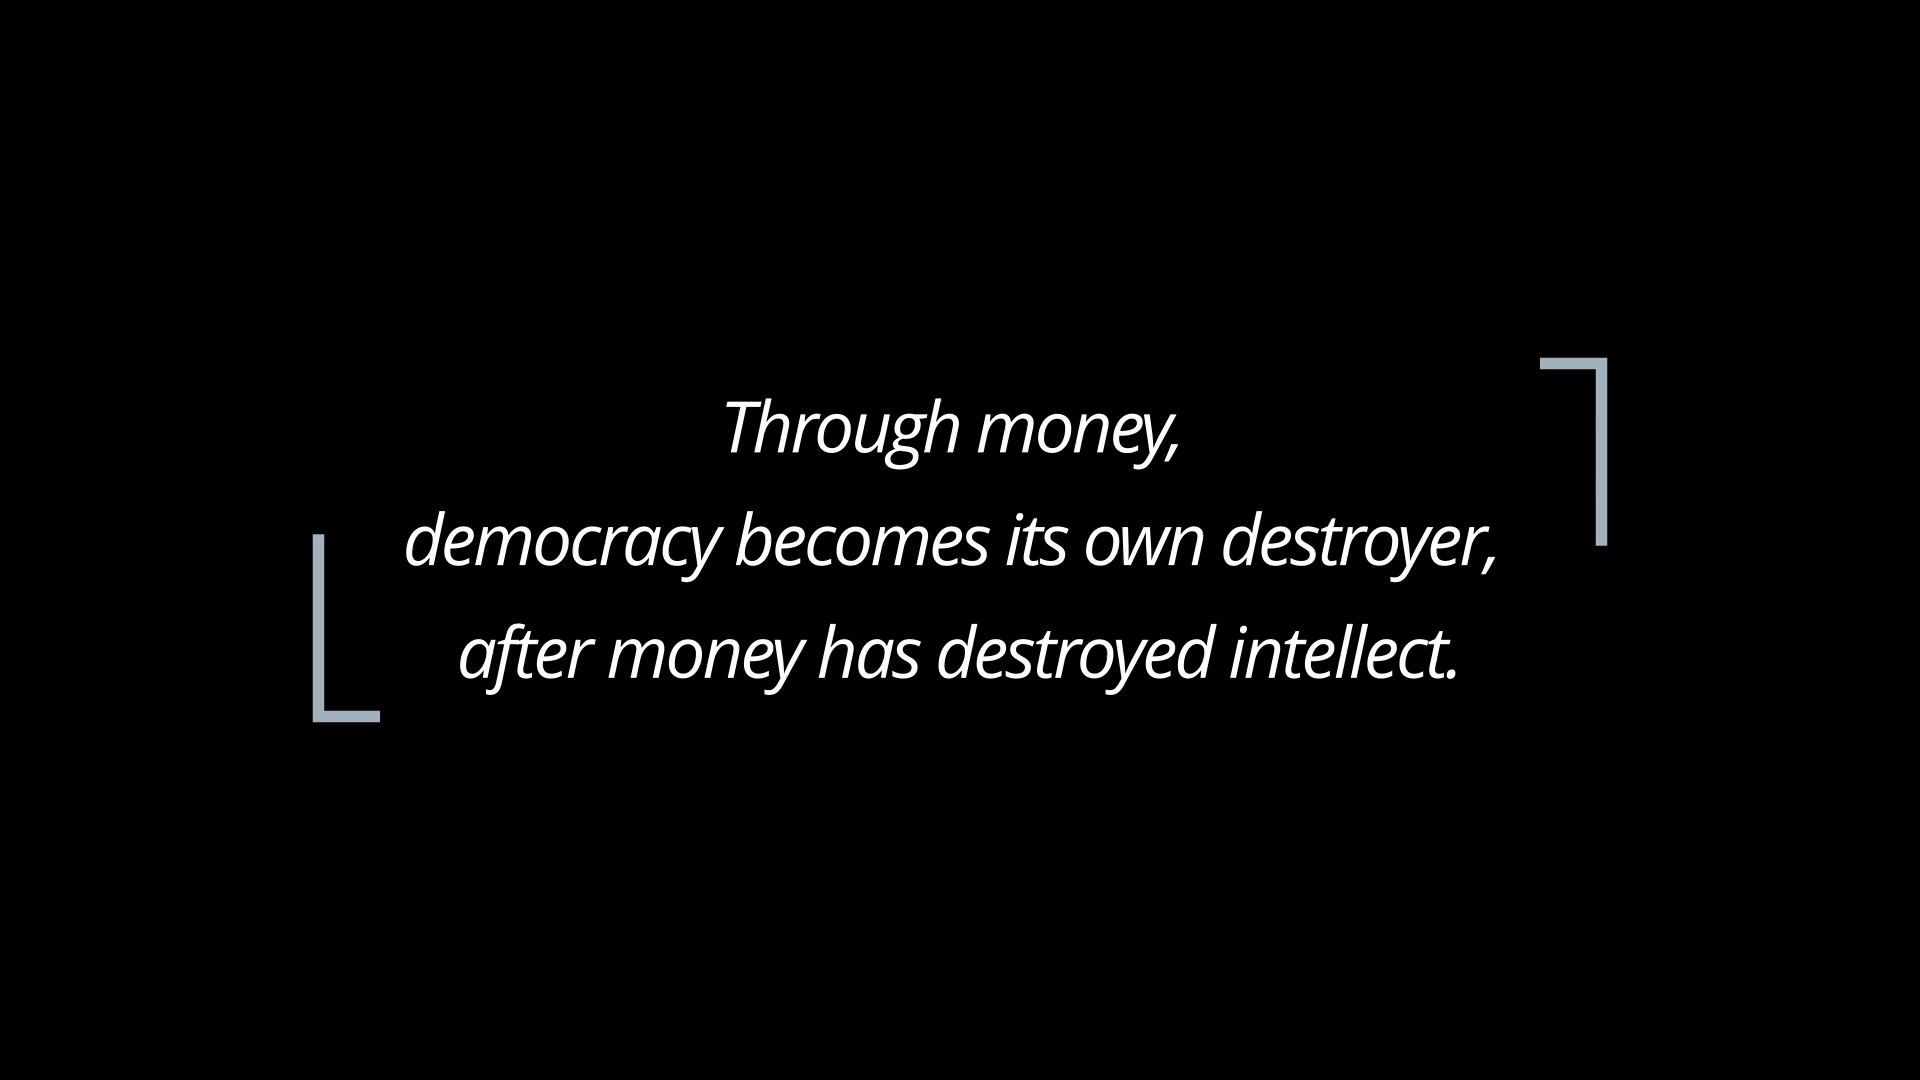 Through money,
democracy becomes its own destroyer,
after money has destroyed intellect.